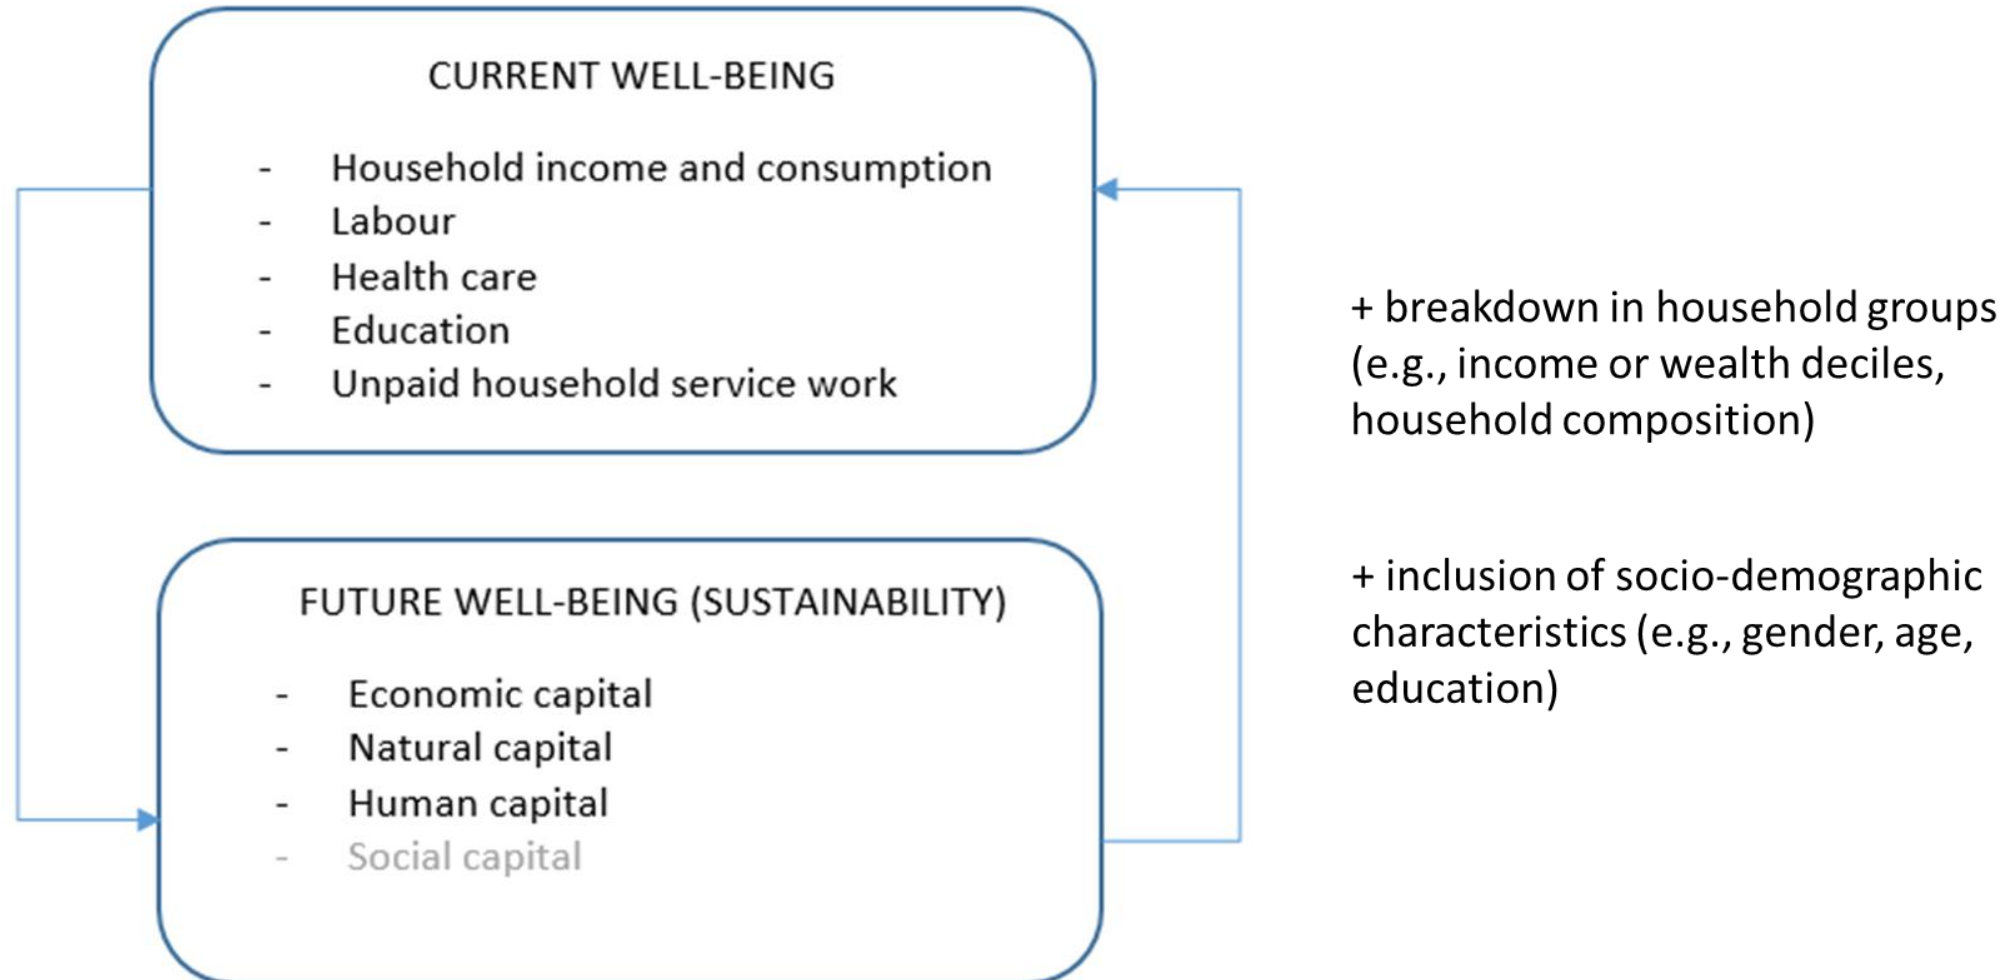 CURRENT WELL-BEING
- Household income and consumption
- Labour
- Health care
- Education
- Unpaid household service work
FUTURE WELL-BEING (SUSTAINABILITY)
- Economic capital
- Natural capital
- Human capital
- Social capital
+ breakdown in household groups
(e.g., income or wealth deciles,
household composition)
+ inclusion of socio-demographic
characteristics (e.g., gender, age,
education)